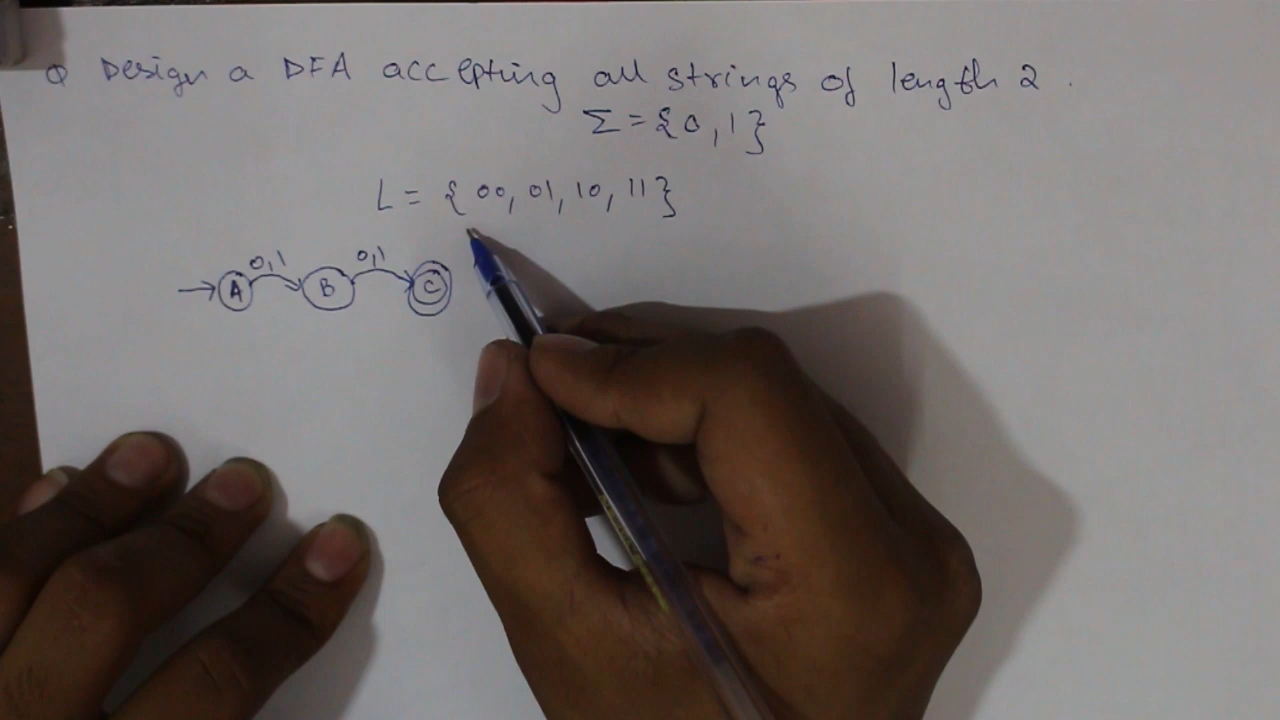 Q Design a DFA accepting all strings of length 2.
Σ = {0,1}
L = {00, 01, 10, 11}
0,1 0,1
A B C